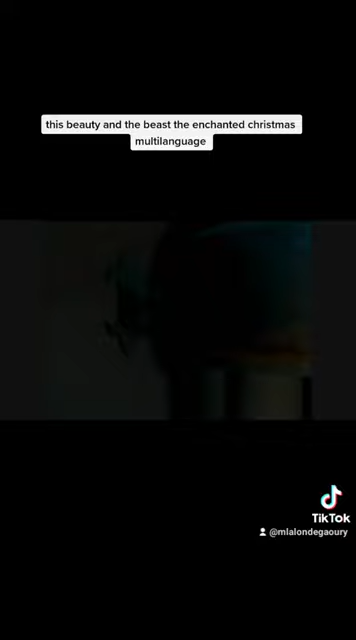 this beauty and the beast the enchanted christmas
multilanguage
TikTok
@mlalondegaoury